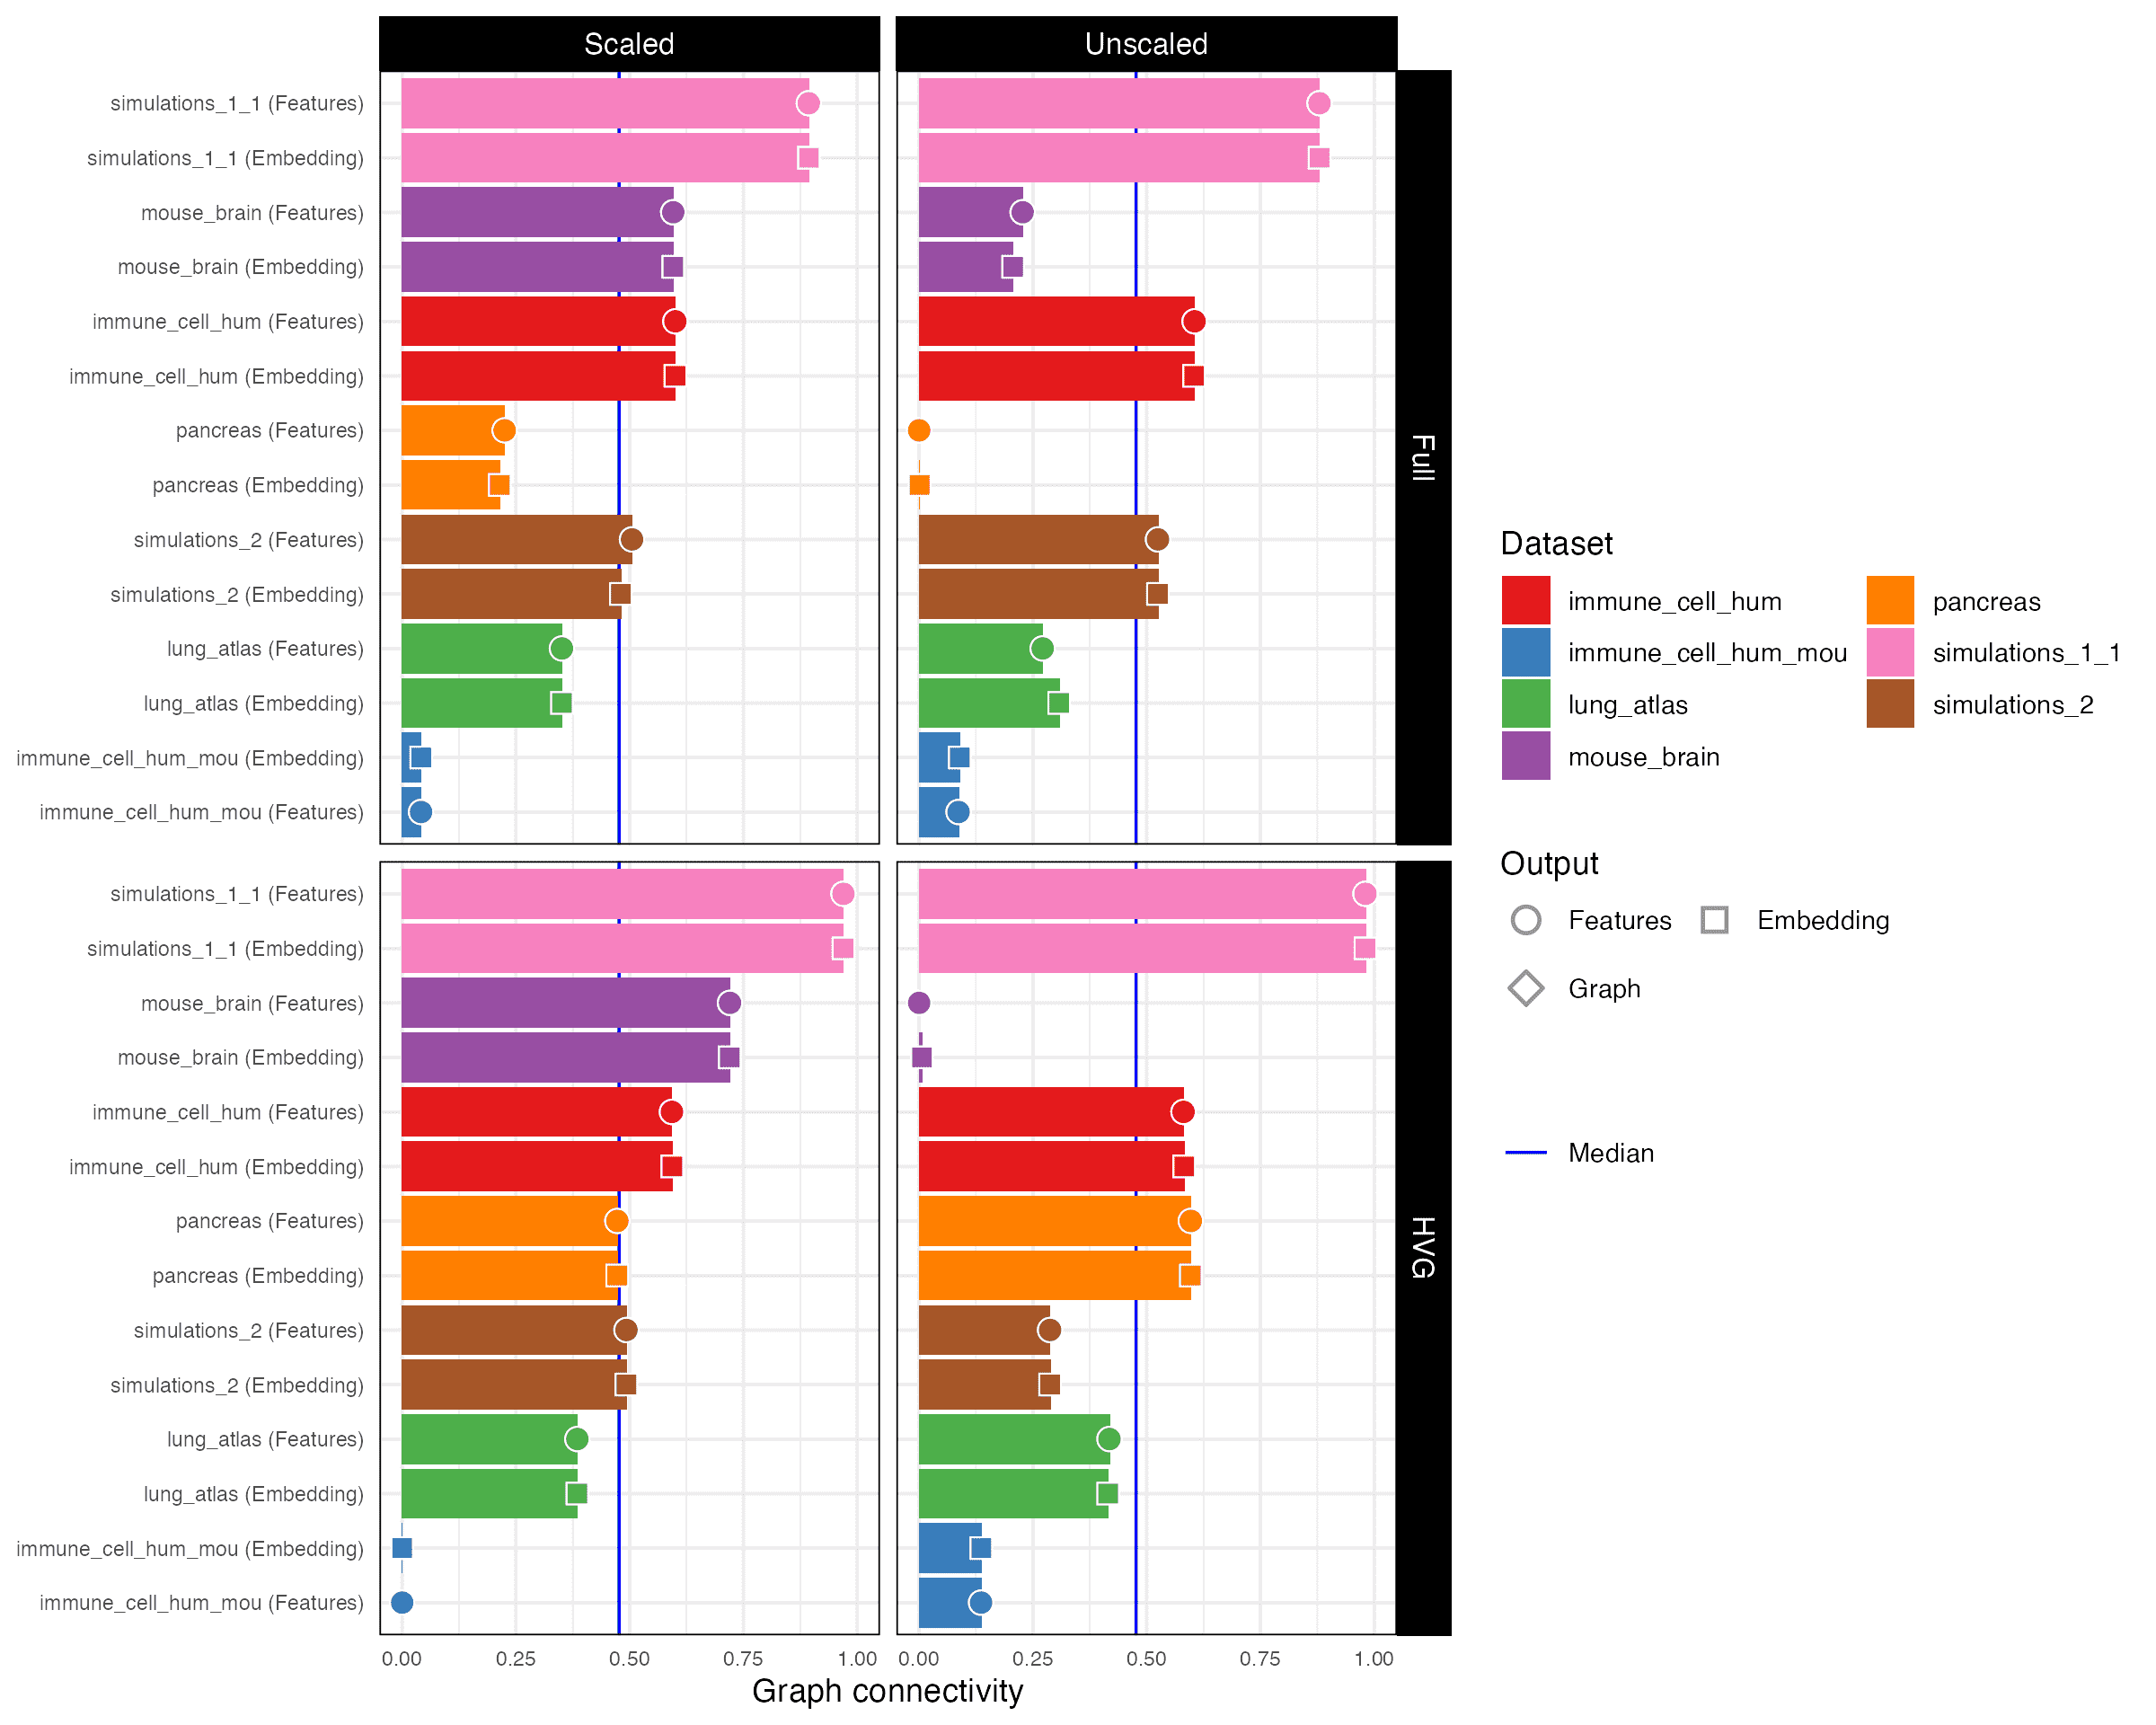 Scaled
Unscaled
simulations_1_1 (Features)
simulations_1_1 (Embedding)
mouse_brain (Features)
mouse_brain (Embedding)
immune_cell_hum (Features)
immune_cell_hum (Embedding)
pancreas (Features)
pancreas (Embedding)
simulations_2 (Features)
simulations_2 (Embedding)
lung_atlas (Features)
lung_atlas (Embedding)
immune_cell_hum_mou (Embedding)
immune_cell_hum_mou (Features)
Full
simulations_1_1 (Features)
simulations_1_1 (Embedding)
mouse_brain (Features)
mouse_brain (Embedding)
immune_cell_hum (Features)
immune_cell_hum (Embedding)
pancreas (Features)
pancreas (Embedding)
simulations_2 (Features)
simulations_2 (Embedding)
lung_atlas (Features)
lung_atlas (Embedding)
immune_cell_hum_mou (Embedding)
immune_cell_hum_mou (Features)
HVG
0.00 0.25 0.50 0.75 1.00
0.00 0.25 0.50 0.75 1.00
Graph connectivity
Dataset
immune_cell_hum
immune_cell_hum_mou
lung_atlas
mouse_brain
pancreas
simulations_1_1
simulations_2
Output
Features
Embedding
Graph
Median